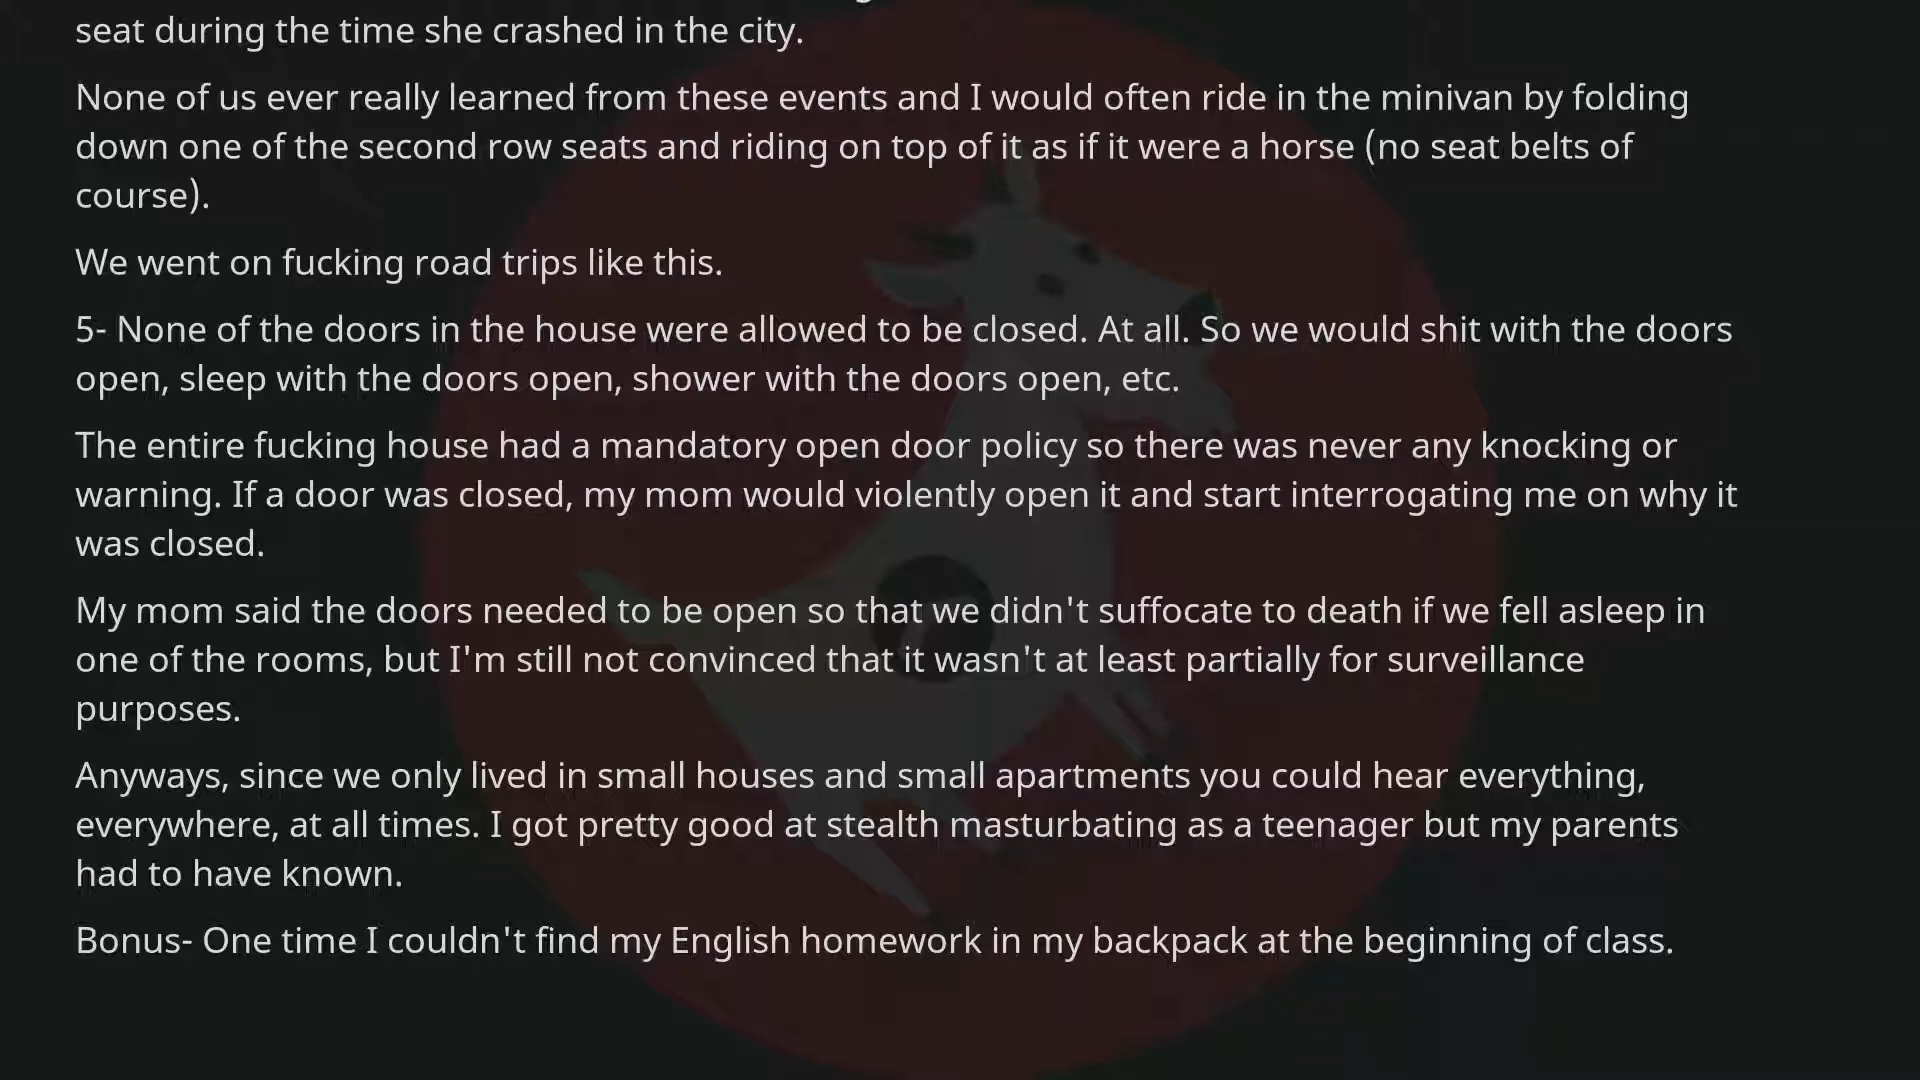 seat during the time she crashed in the city.
None of us ever really learned from these events and I would often ride in the minivan by folding
down one of the second row seats and riding on top of it as if it were a horse (no seat belts of
course).
We went on fucking road trips like this.
5- None of the doors in the house were allowed to be closed. At all. So we would shit with the doors
open, sleep with the doors open, shower with the doors open, etc.
The entire fucking house had a mandatory open door policy so there was never any knocking or
warning. If a door was closed, my mom would violently open it and start interrogating me on why it
was closed.
My mom said the doors needed to be open so that we didn't suffocate to death if we fell asleep in
one of the rooms, but I'm still not convinced that it wasn't at least partially for surveillance
purposes.
Anyways, since we only lived in small houses and small apartments you could hear everything,
everywhere, at all times. I got pretty good at stealth masturbating as a teenager but my parents
had to have known.
Bonus- One time I couldn't find my English homework in my backpack at the beginning of class.